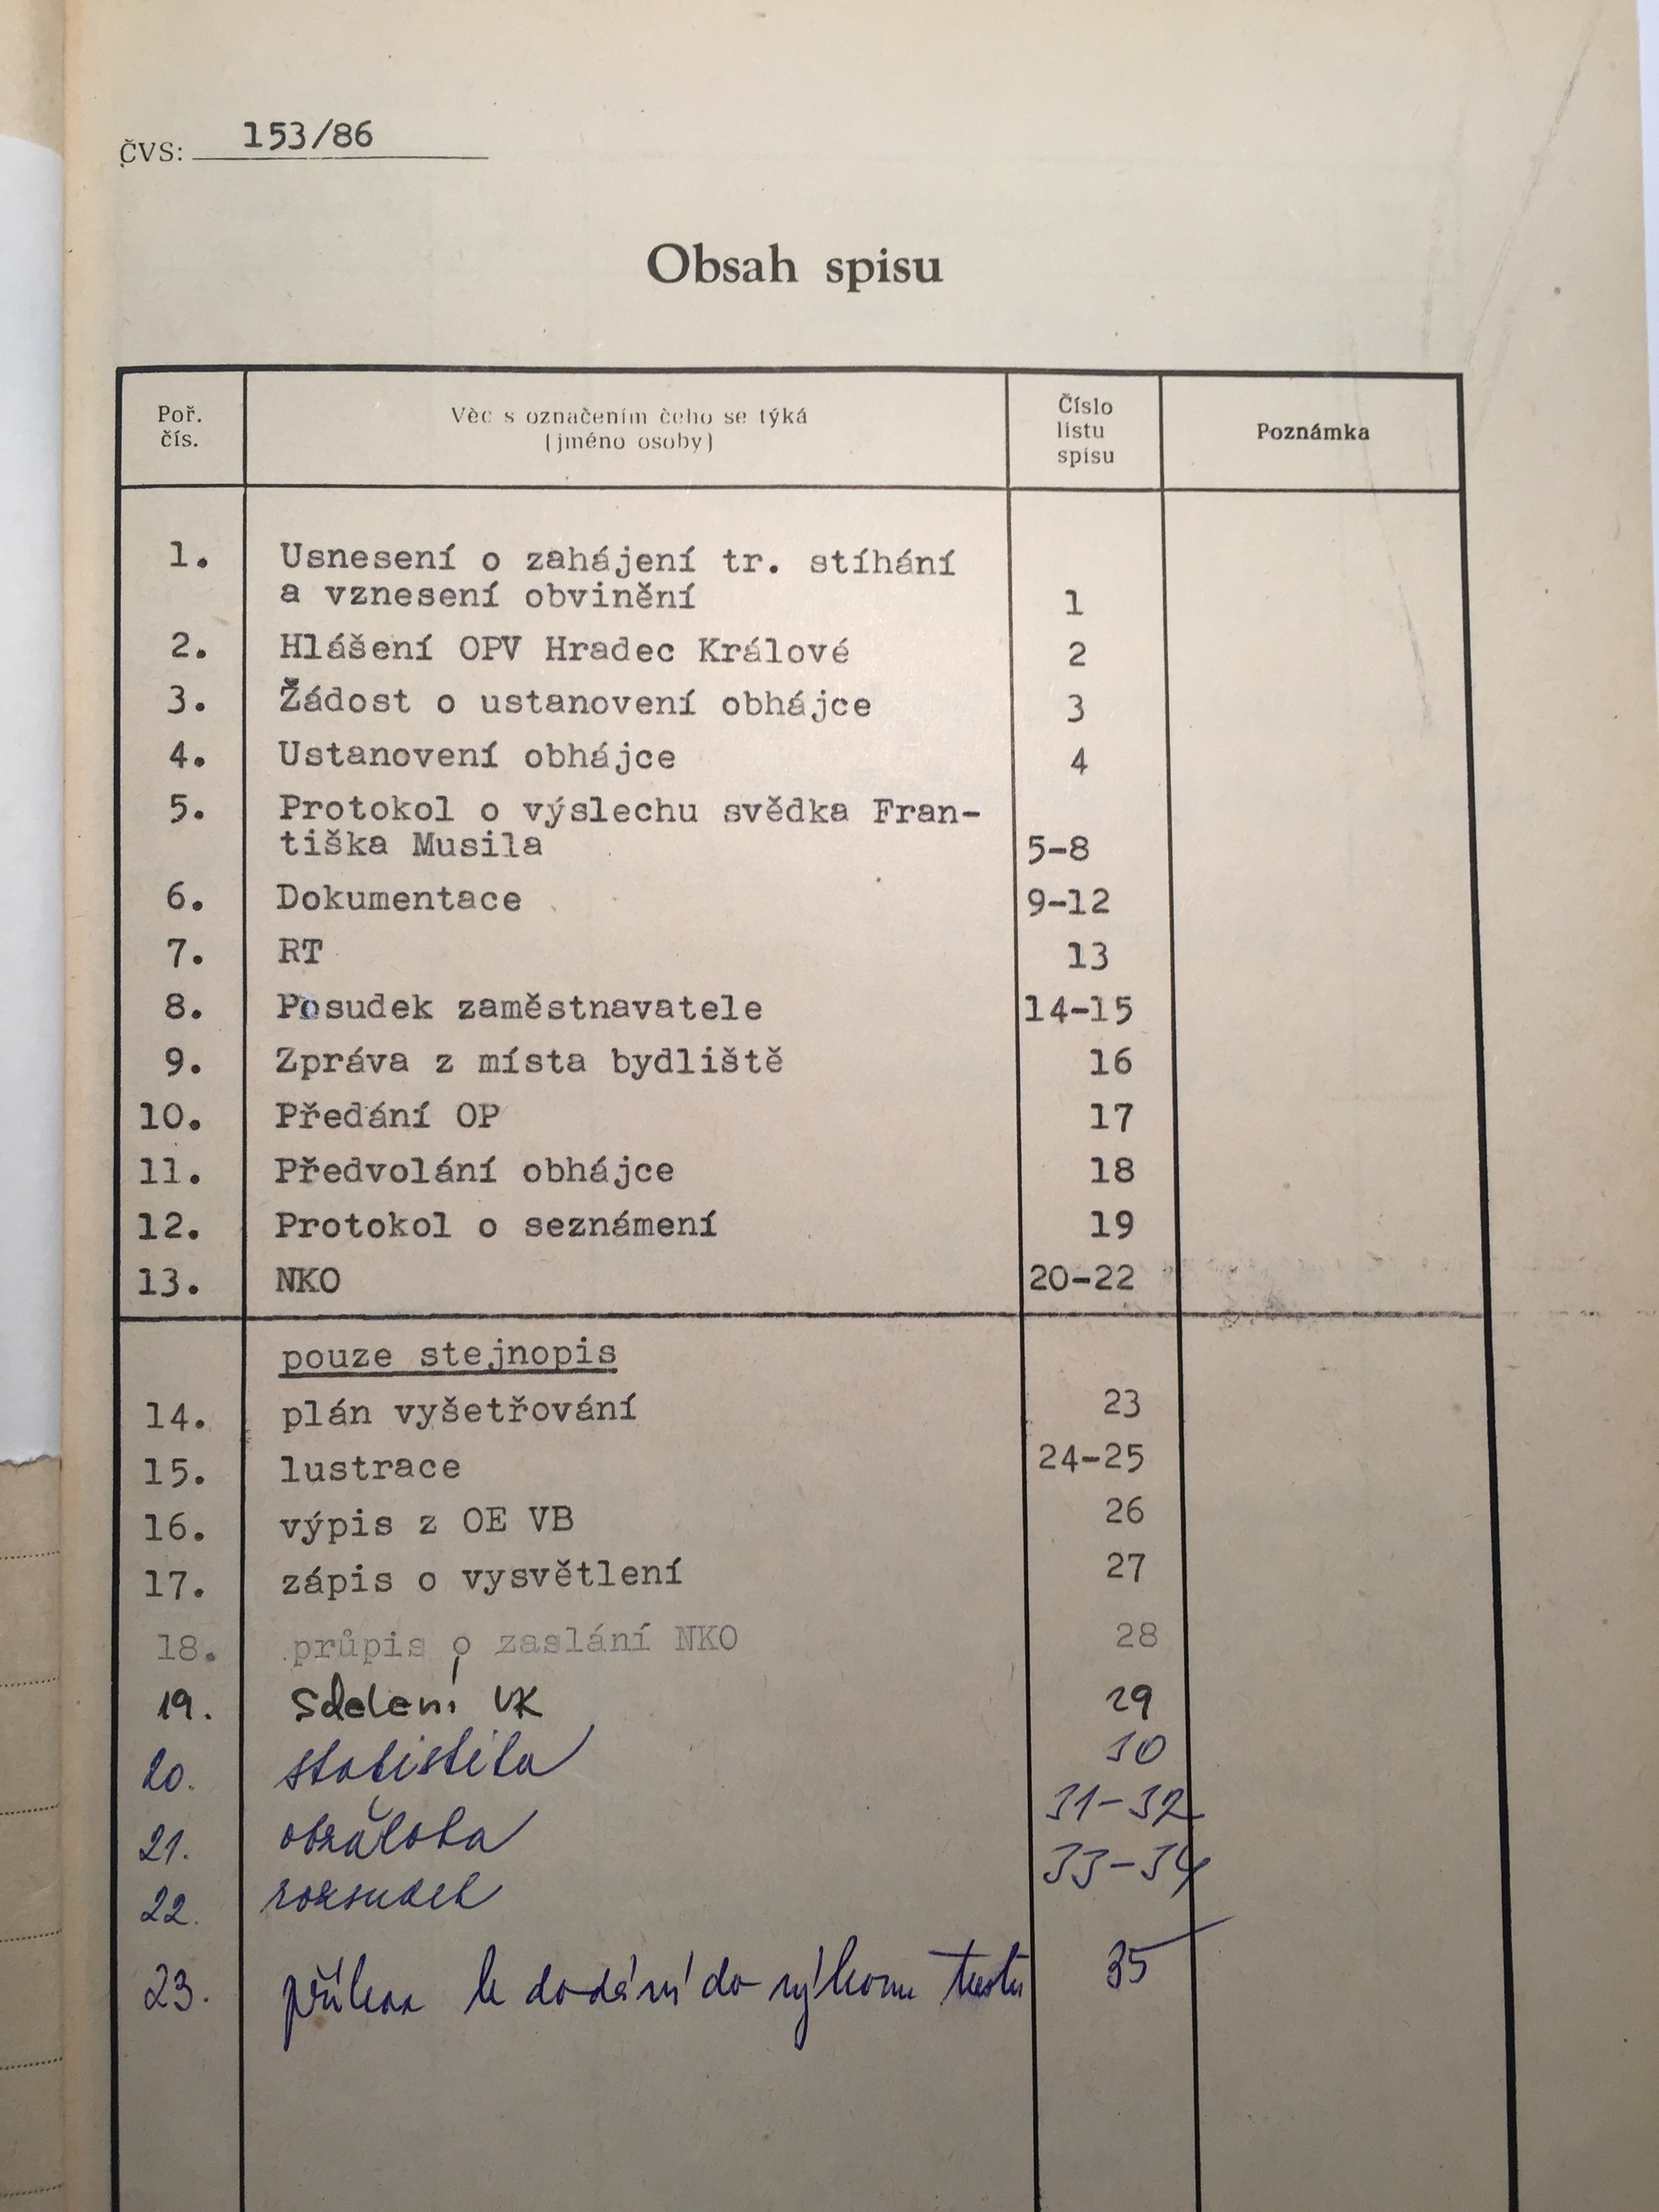 ČVS: 153/86
Obsah spisu
Poř. čís.
Věc s označením čeho se týká (jméno osoby)
Číslo listu spisu
Poznámka
1. Usnesení o zahájení tr. stíhání
a vznesení obvinění 1
2. Hlášení OPV Hradec Králové 2
3. Žádost o ustanovení obhájce 3
4. Ustanovení obhájce 4
5. Protokol o výslechu svědka Fran-
tiška Musila 5-8
6. Dokumentace 9-12
7. RT 13
8. Posudek zaměstnavatele 14-15
9. Zpráva z místa bydliště 16
10. Předání OP 17
11. Předvolání obhájce 18
12. Protokol o seznámení 19
13. NKO 20-22
pouze stejnopis
14. plán vyšetřování 23
15. lustrace 24-25
16. výpis z OE VB 26
17. zápis o vysvětlení 27
18. průpis o zaslání NKO 28
19. Sdelení VK 29
20. statistika 30
21. obžaloba 31-32
22. rozsudek 33-34
23. příkaz k dodání do výkonu trestu 35